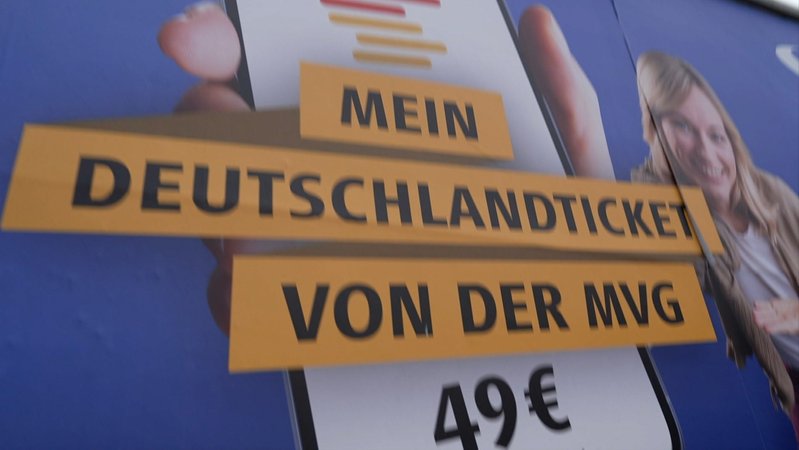 MEIN
DEUTSCHLANDTICKET
VON DER MVG
49€